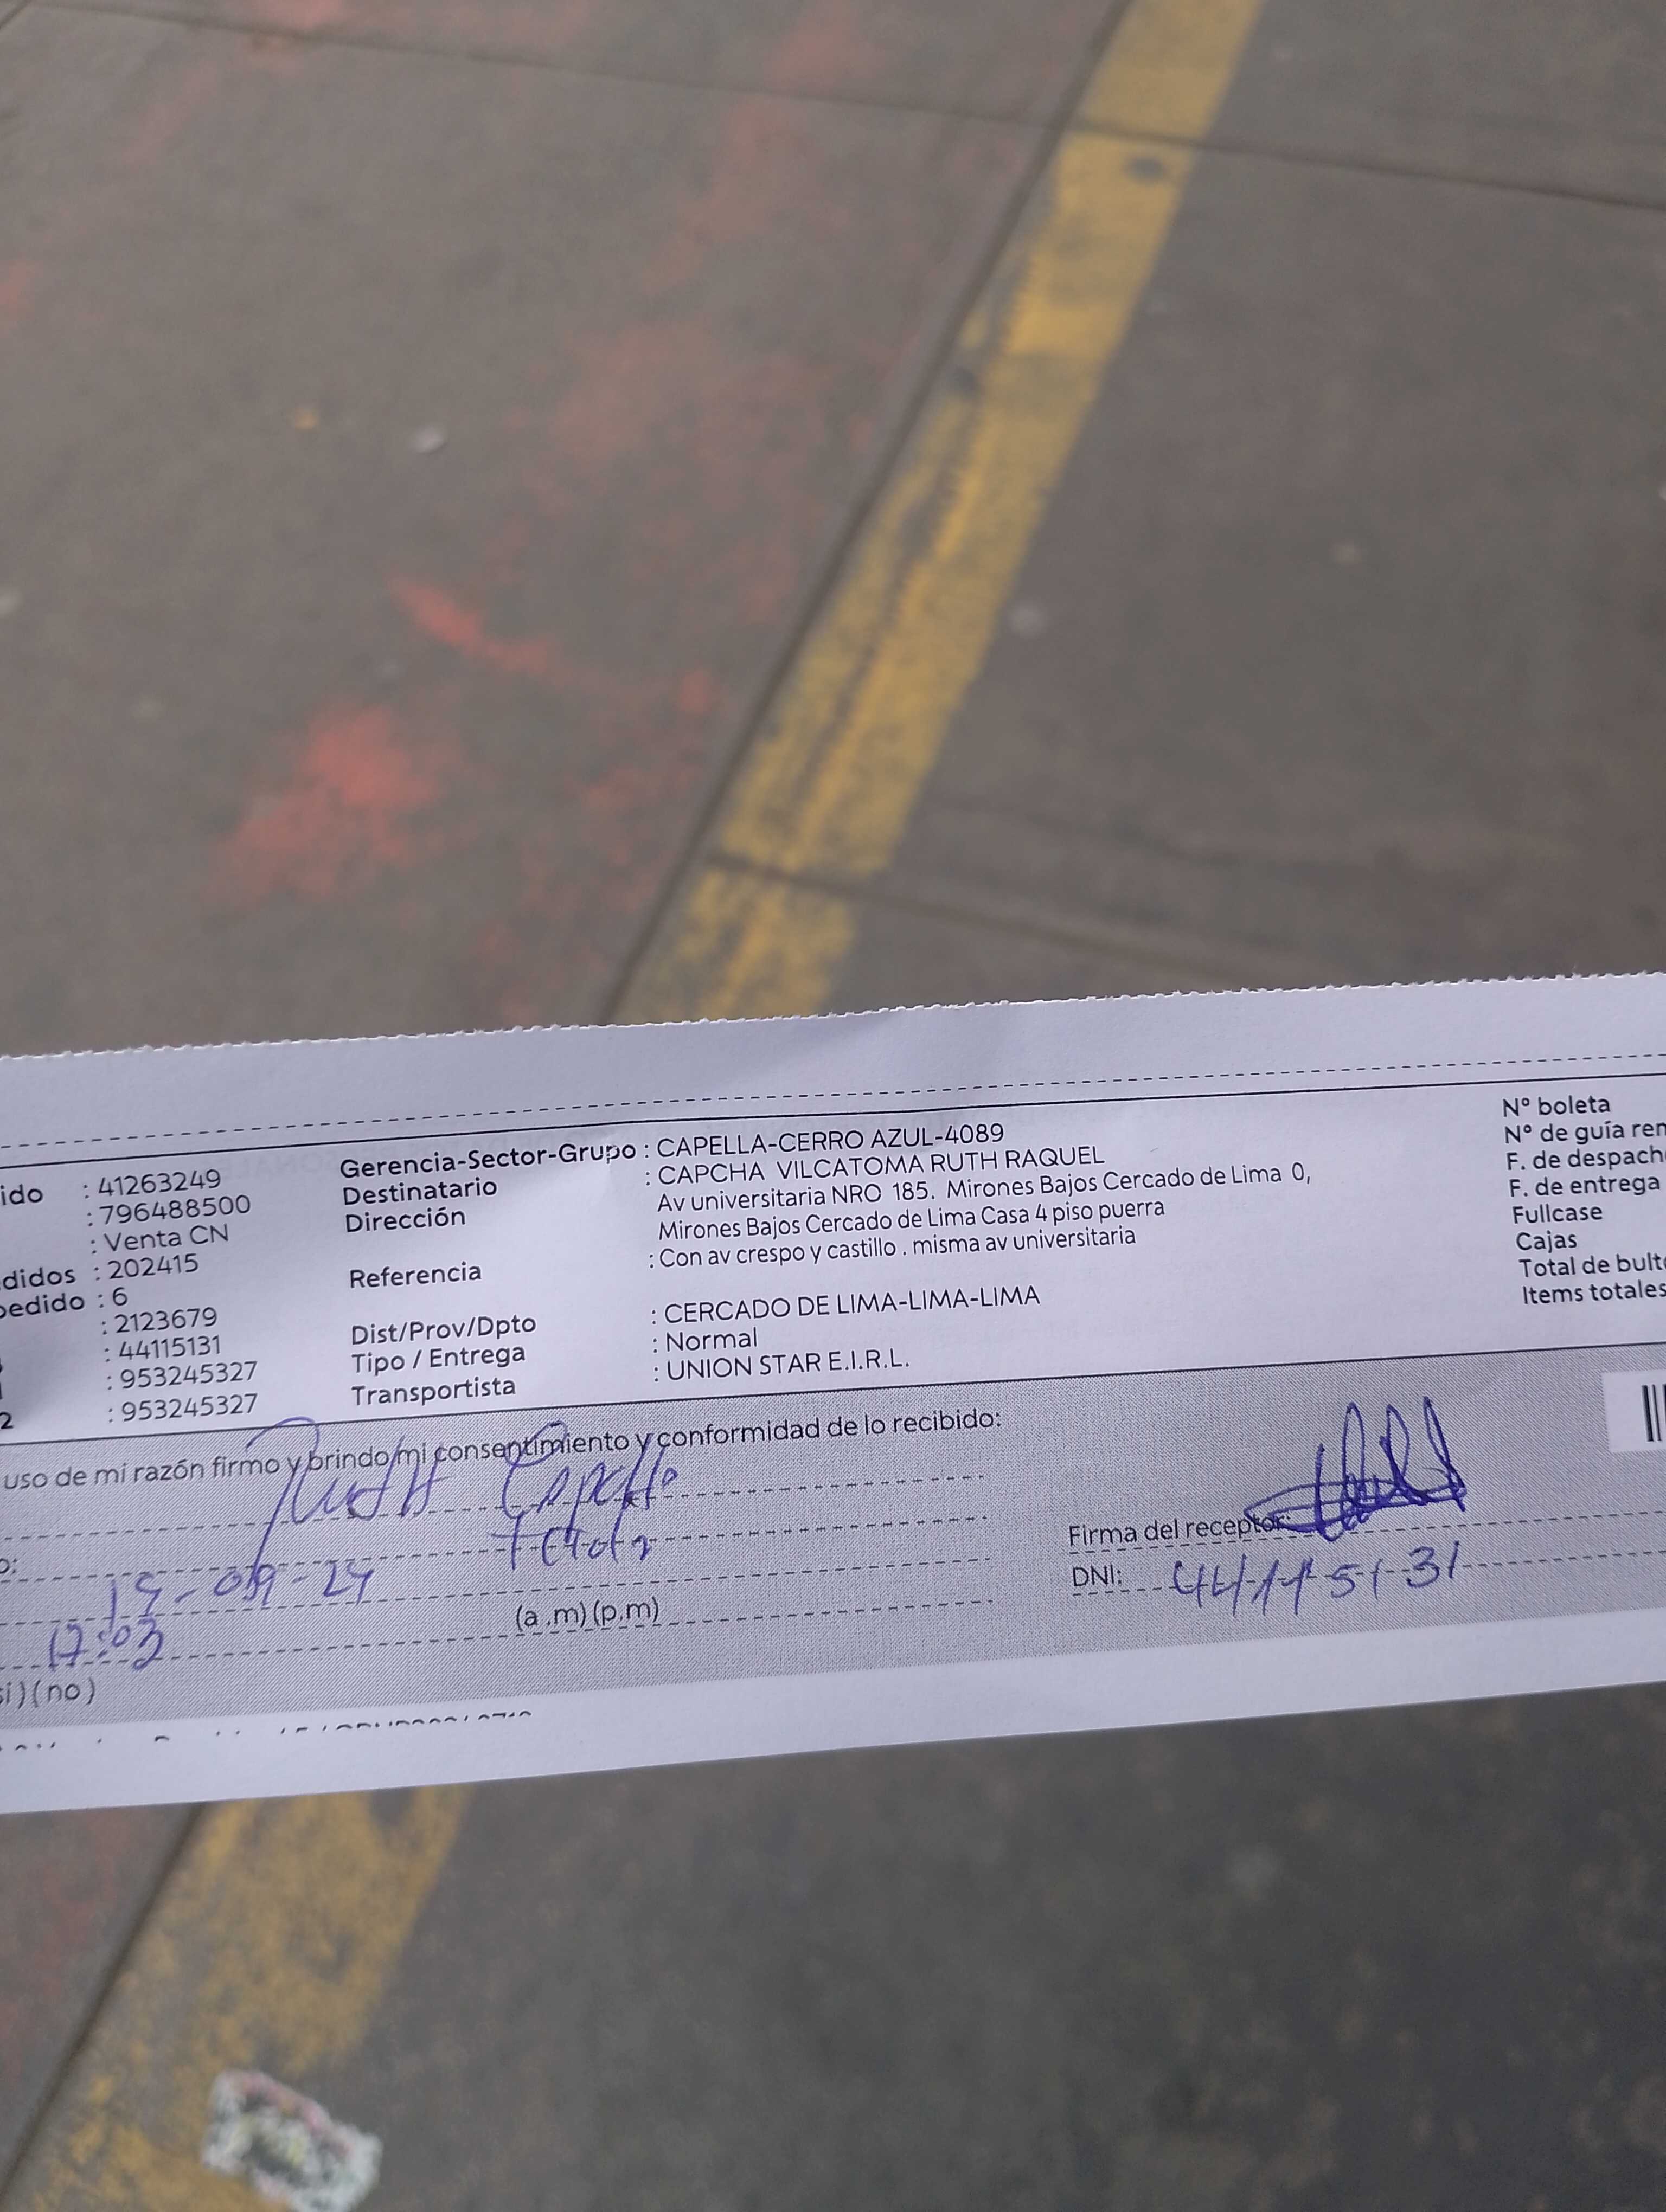 ido : 41263249
: 796488500
: Venta CN
didos : 202415
pedido : 6
: 2123679
: 44115131
: 953245327
2 : 953245327
Gerencia-Sector-Grupo : CAPELLA-CERRO AZUL-4089
Destinatario : CAPCHA VILCATOMA RUTH RAQUEL
Dirección Av universitaria NRO 185. Mirones Bajos Cercado de Lima 0,
Mirones Bajos Cercado de Lima Casa 4 piso puerra
Referencia : Con av crespo y castillo . misma av universitaria
Dist/Prov/Dpto : CERCADO DE LIMA-LIMA-LIMA
Tipo / Entrega : Normal
Transportista : UNION STAR E.I.R.L.
Nº boleta
Nº de guía ren
F. de despach
F. de entrega
Fullcase
Cajas
Total de bult
Items totales
uso de mi razón firmo y brindo mi consentimiento y conformidad de lo recibido:
Firma del receptor:
DNI: 44115131
17:03 (a .m) (p.m)
si) (no)